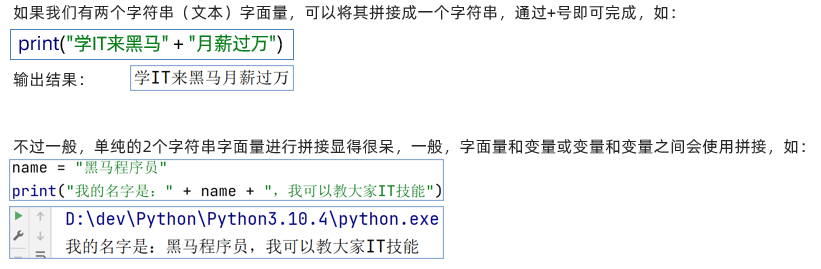 如果我们有两个字符串（文本）字面量，可以将其拼接成一个字符串，通过+号即可完成，如：
print("学IT来黑马" + "月薪过万")
输出结果： 学IT来黑马月薪过万
不过一般，单纯的2个字符串字面量进行拼接显得很呆，一般，字面量和变量或变量和变量之间会使用拼接，如：
name = "黑马程序员"
print("我的名字是：" + name + "，我可以教大家IT技能")
D:\dev\Python\Python3.10.4\python.exe
我的名字是：黑马程序员，我可以教大家IT技能